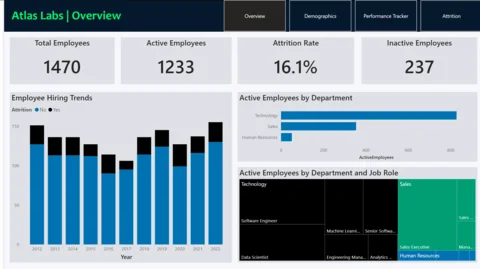 Atlas Labs | Overview
Overview
Demographics
Performance Tracker
Attrition
Total Employees
1470
Active Employees
1233
Attrition Rate
16.1%
Inactive Employees
237
Employee Hiring Trends
Attrition No Yes
150
100
50
0
2012 2013 2014 2015 2016 2017 2018 2019 2020 2021 2022
Year
Active Employees by Department
Technology
Sales
Human Resources
0 200 400 600 800
ActiveEmployees
Active Employees by Department and Job Role
Technology
Sales
Software Engineer
Machine Learni...
Senior Softwa...
Sales ...
Data Scientist
Engineering Mana...
Analytics ...
Sales Executive
Mana...
Human Resources